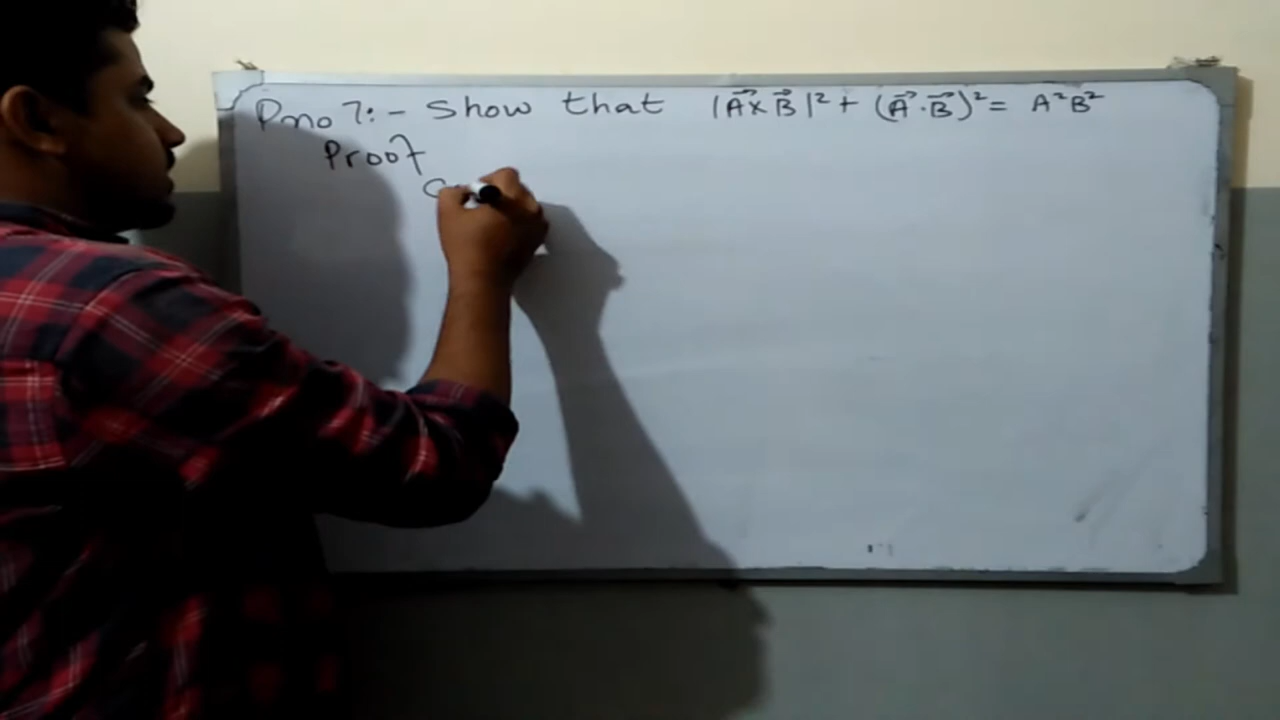 Pno 7:- Show that |A⃗×B⃗|²+(A⃗·B⃗)²= A²B²
Proof